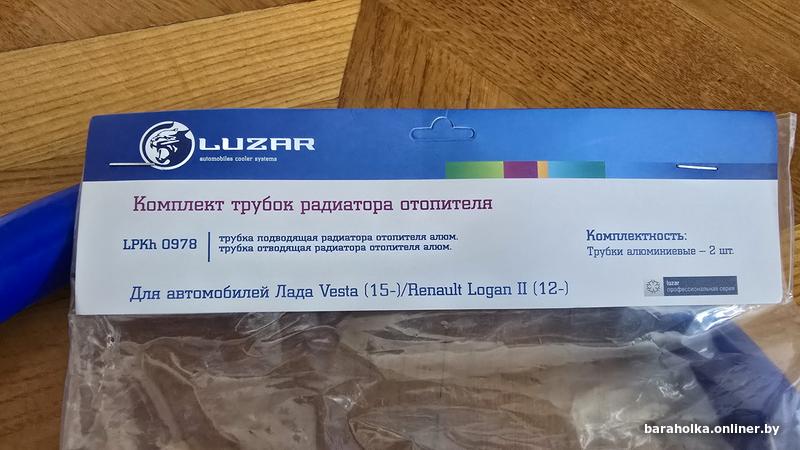 LUZAR
automobiles cooler systems
Комплект трубок радиатора отопителя
LPKh 0978
трубка подводящая радиатора отопителя алюм.
трубка отводящая радиатора отопителя алюм.
Комплектность:
Трубки алюминиевые – 2 шт.
luzar
профессиональная серия
Для автомобилей Лада Vesta (15-)/Renault Logan II (12-)
baraholka.onliner.by